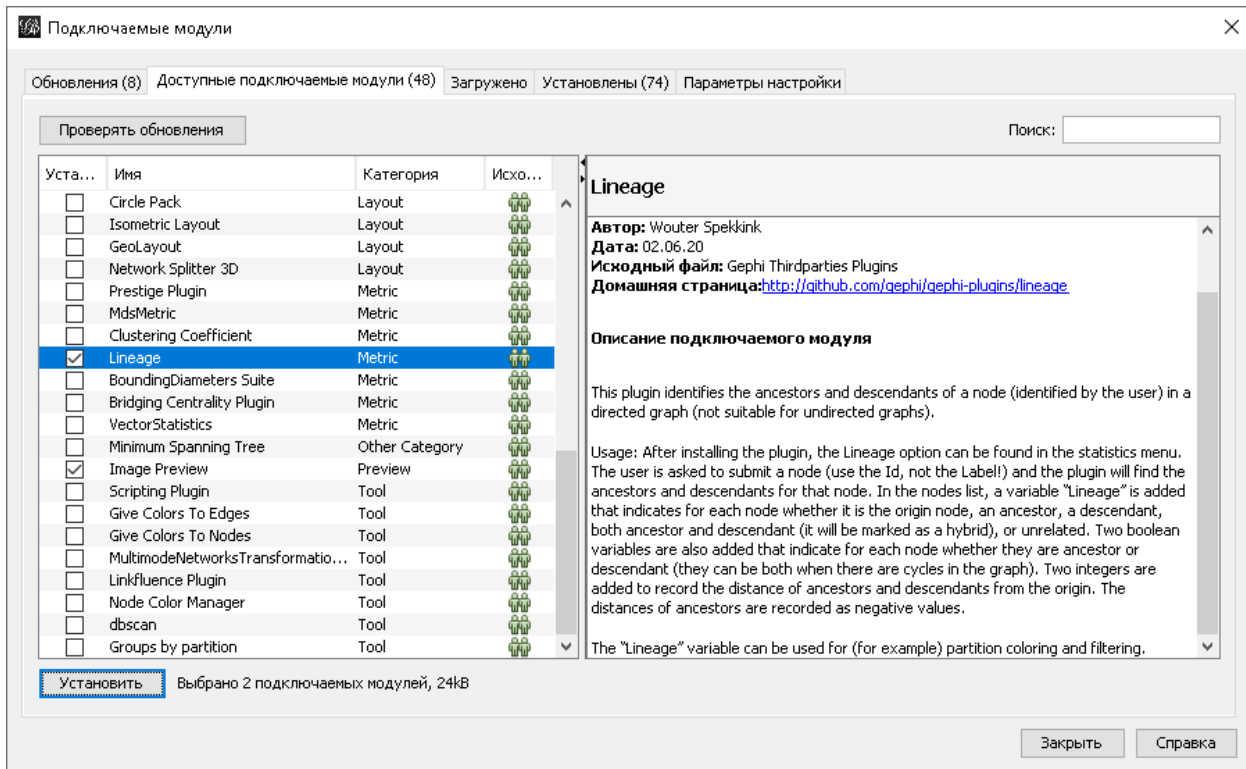 Подключаемые модули
Обновления (8) Доступные подключаемые модули (48) Загружено Установлены (74) Параметры настройки
Проверять обновления Поиск:
Уста... Имя Категория Исхо...
Circle Pack Layout
Isometric Layout Layout
GeoLayout Layout
Network Splitter 3D Layout
Prestige Plugin Metric
MdsMetric Metric
Clustering Coefficient Metric
Lineage Metric
BoundingDiameters Suite Metric
Bridging Centrality Plugin Metric
VectorStatistics Metric
Minimum Spanning Tree Other Category
Image Preview Preview
Scripting Plugin Tool
Give Colors To Edges Tool
Give Colors To Nodes Tool
MultimodeNetworksTransformatio... Tool
Linkfluence Plugin Tool
Node Color Manager Tool
dbscan Tool
Groups by partition Tool
Lineage
Автор: Wouter Spekkink
Дата: 02.06.20
Исходный файл: Gephi Thirdparties Plugins
Домашняя страница:http://github.com/gephi/gephi-plugins/lineage
Описание подключаемого модуля
This plugin identifies the ancestors and descendants of a node (identified by the user) in a
directed graph (not suitable for undirected graphs).
Usage: After installing the plugin, the Lineage option can be found in the statistics menu.
The user is asked to submit a node (use the Id, not the Label!) and the plugin will find the
ancestors and descendants for that node. In the nodes list, a variable "Lineage" is added
that indicates for each node whether it is the origin node, an ancestor, a descendant,
both ancestor and descendant (it will be marked as a hybrid), or unrelated. Two boolean
variables are also added that indicate for each node whether they are ancestor or
descendant (they can be both when there are cycles in the graph). Two integers are
added to record the distance of ancestors and descendants from the origin. The
distances of ancestors are recorded as negative values.
The "Lineage" variable can be used for (for example) partition coloring and filtering.
Установить Выбрано 2 подключаемых модулей, 24kB
Закрыть Справка